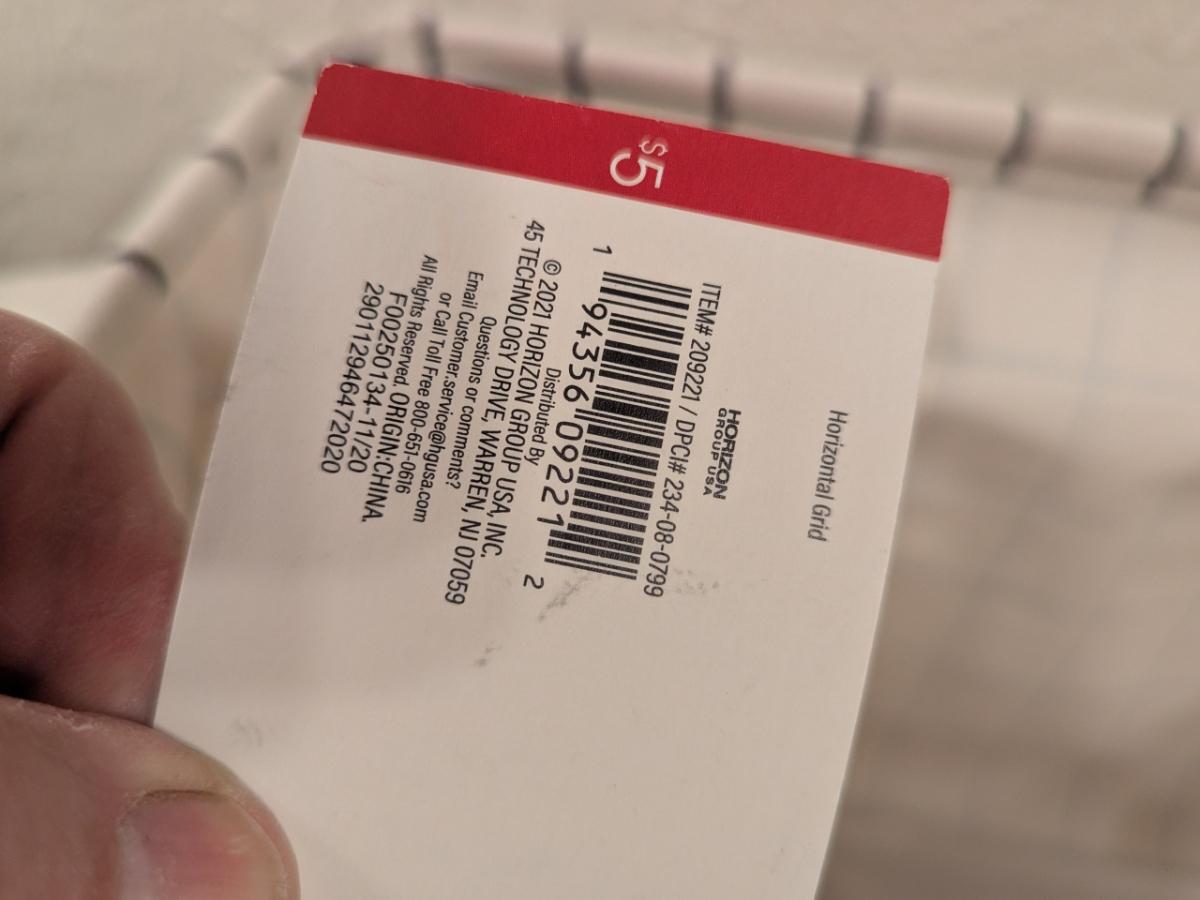 $5
Horizontal Grid
HORIZON
GROUP USA
ITEM# 209221 / DPCI# 234-08-0799
1 94356 09221 2
Distributed By
© 2021 HORIZON GROUP USA, INC.
45 TECHNOLOGY DRIVE, WARREN, NJ 07059
Questions or comments?
Email Customer.service@hgusa.com
or Call Toll Free 800-651-0616
All Rights Reserved. ORIGIN:CHINA.
F00250134-11/20
290112946472020